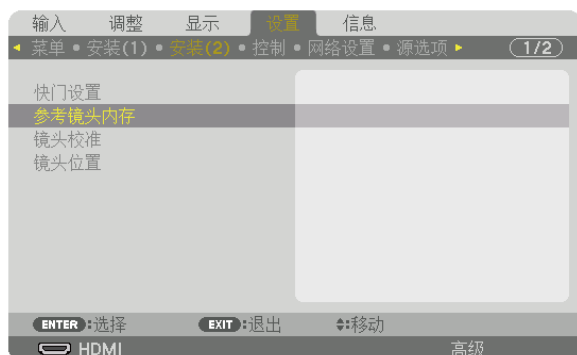 输入 调整 显示 设置 信息
◀ 菜单 ● 安装(1) ● 安装(2) ● 控制 ● 网络设置 ● 源选项 ▶ 1/2
快门设置
参考镜头内存
镜头校准
镜头位置
ENTER:选择 EXIT:退出 ♦:移动
HDMI 高级